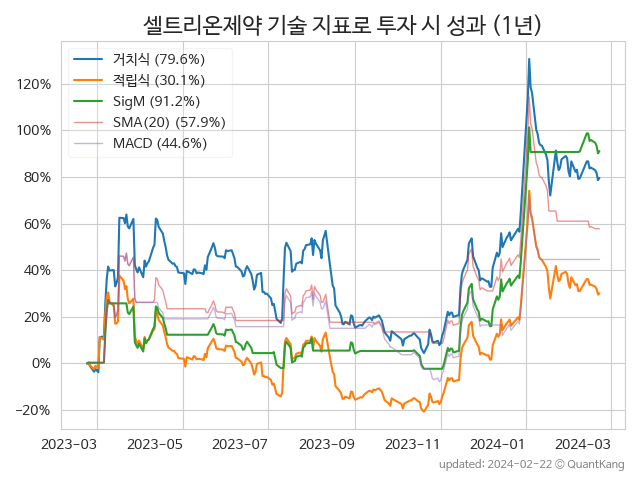 셀트리온제약 기술 지표로 투자 시 성과 (1년)
거치식 (79.6%)
적립식 (30.1%)
SigM (91.2%)
SMA(20) (57.9%)
MACD (44.6%)
120%
100%
80%
60%
40%
20%
0%
−20%
2023-03 2023-05 2023-07 2023-09 2023-11 2024-01 2024-03
updated: 2024-02-22 © QuantKang